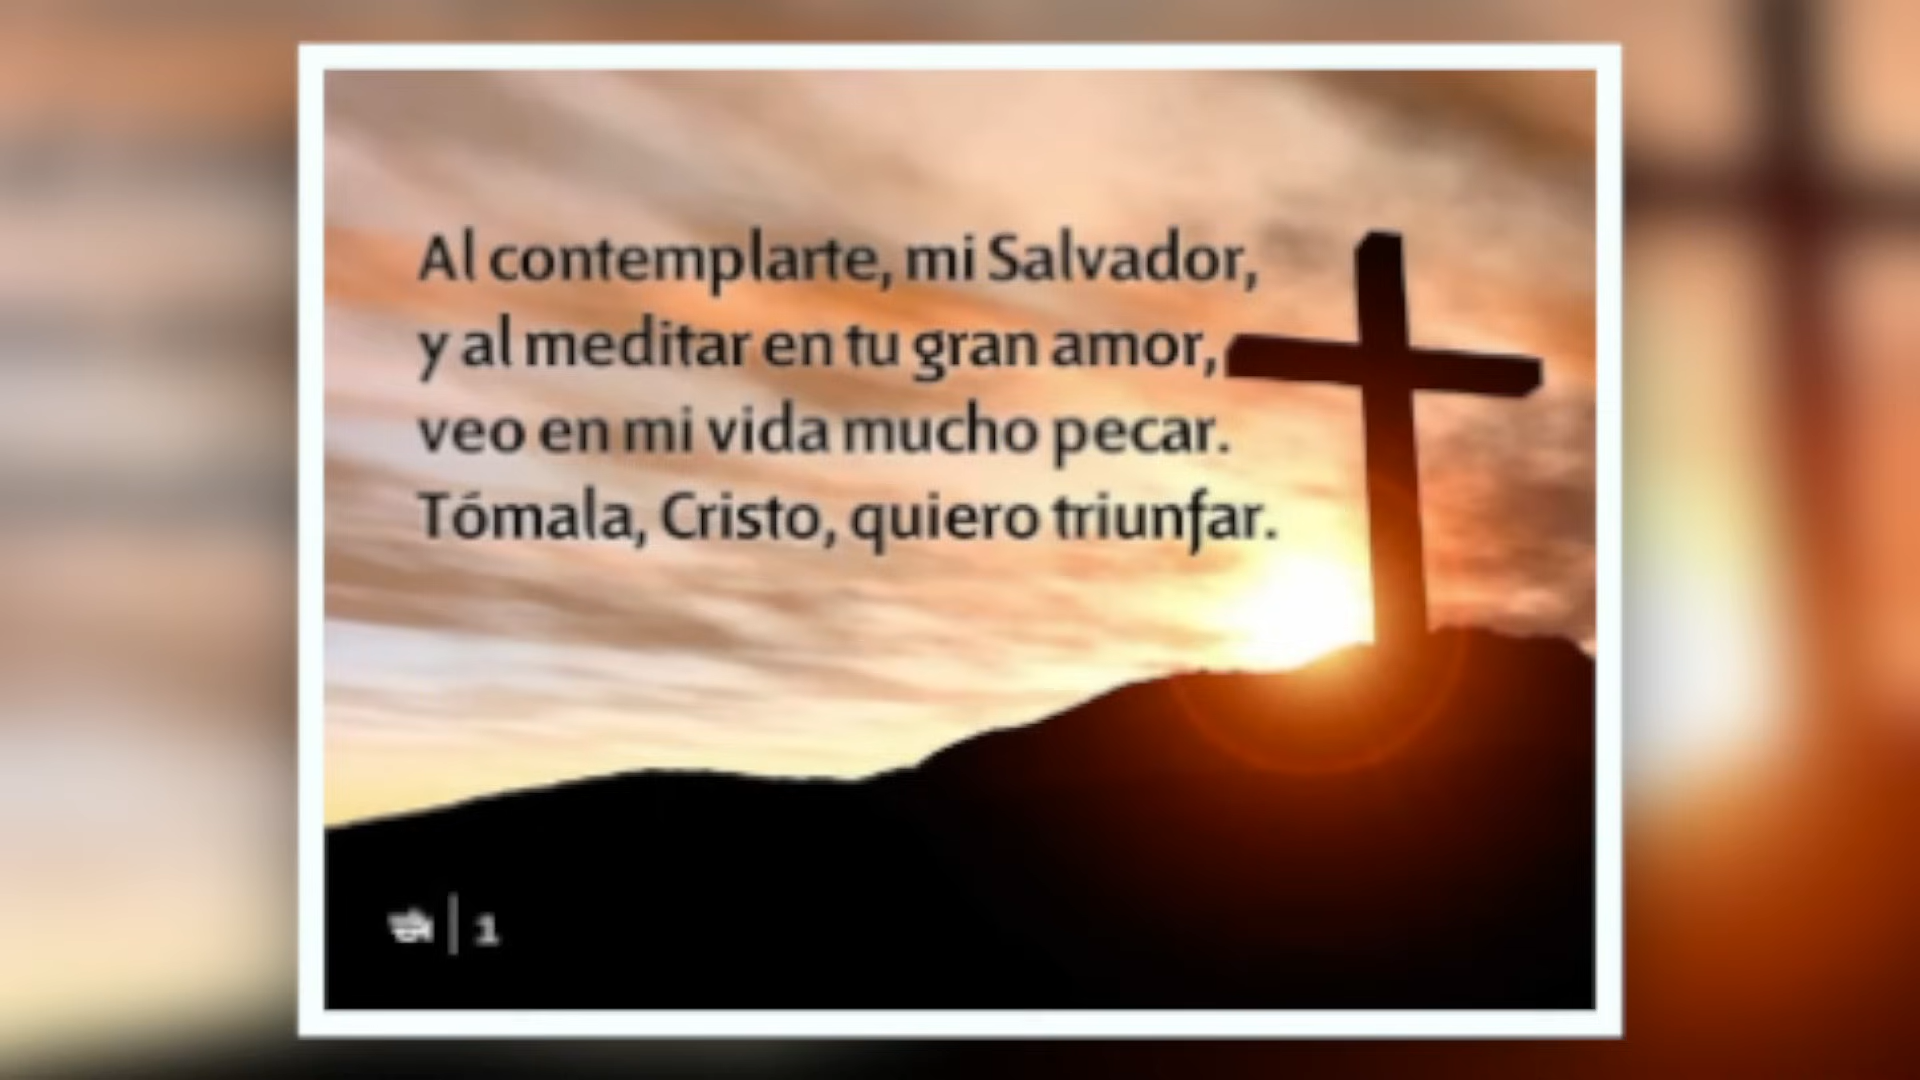 Al contemplarte, mi Salvador,
y al meditar en tu gran amor,
veo en mi vida mucho pecar.
Tómala, Cristo, quiero triunfar.
1